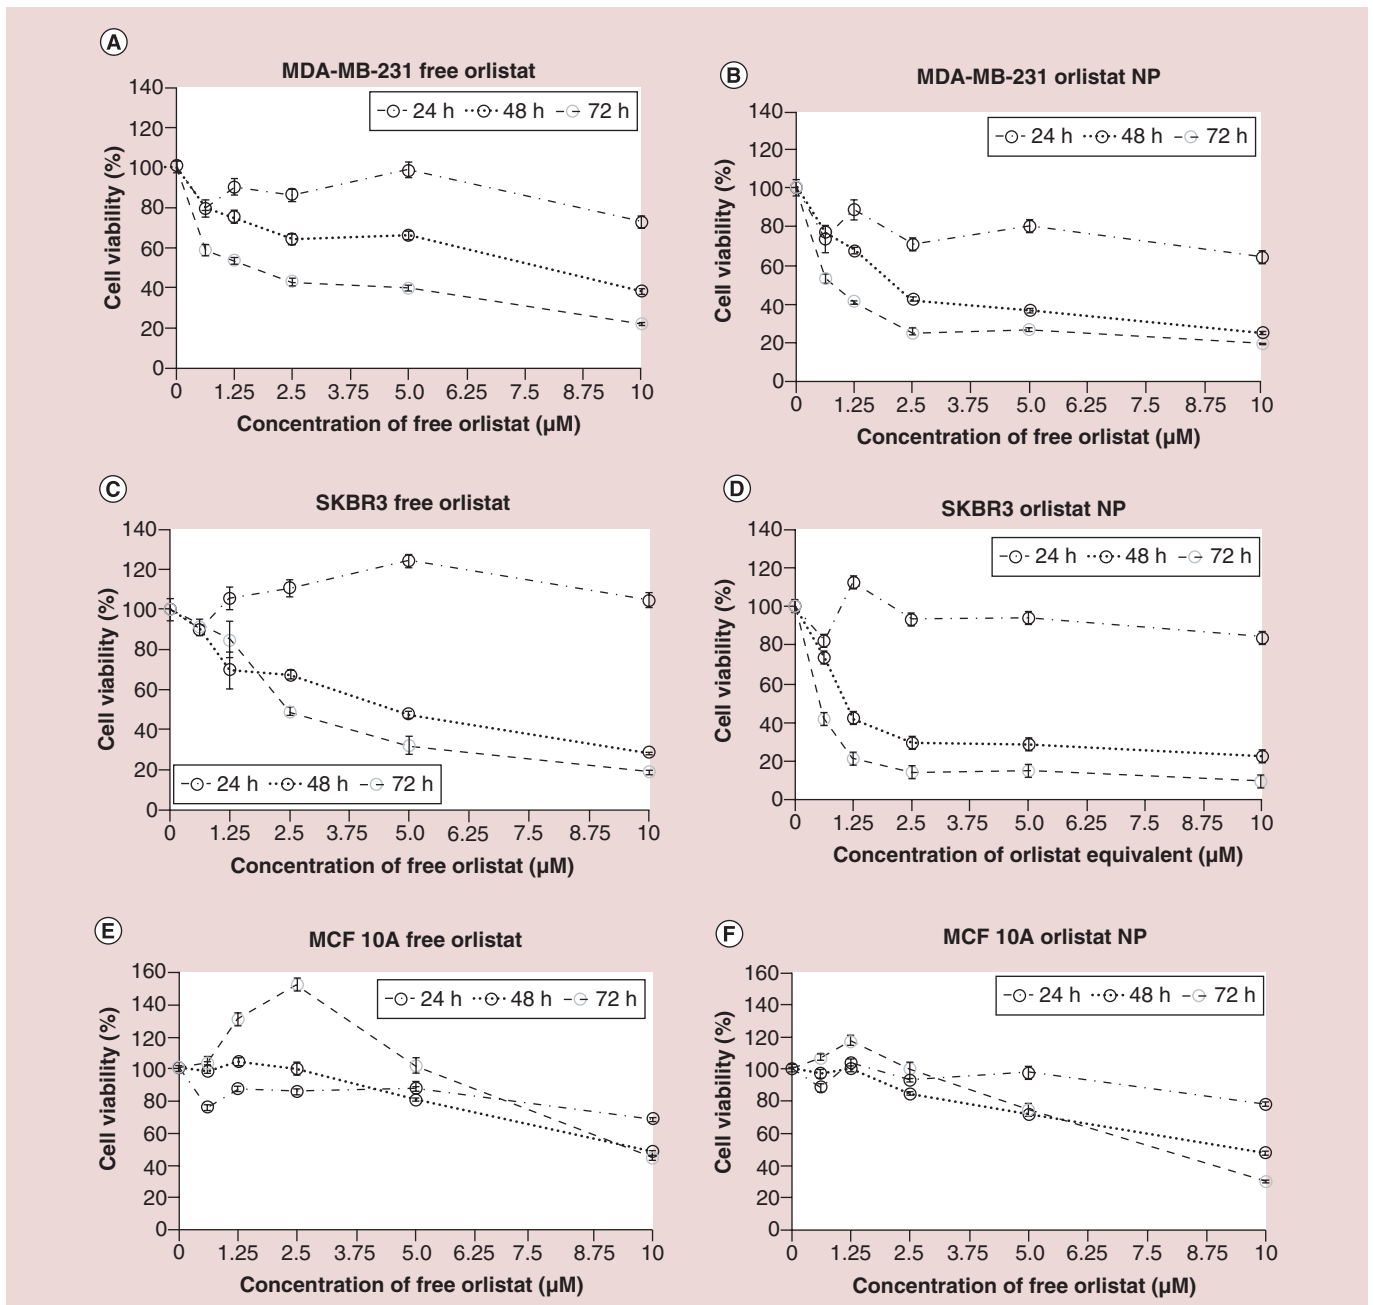 A
MDA-MB-231 free orlistat
140
120
100
80
60
40
20
0
Cell viability (%)
24 h 48 h 72 h
0 1.25 2.5 3.75 5.0 6.25 7.5 8.75 10
Concentration of free orlistat (µM)
B
MDA-MB-231 orlistat NP
140
120
100
80
60
40
20
0
Cell viability (%)
24 h 48 h 72 h
0 1.25 2.5 3.75 5.0 6.25 7.5 8.75 10
Concentration of free orlistat (µM)
C
SKBR3 free orlistat
140
120
100
80
60
40
20
0
Cell viability (%)
24 h 48 h 72 h
0 1.25 2.5 3.75 5.0 6.25 7.5 8.75 10
Concentration of free orlistat (µM)
D
SKBR3 orlistat NP
140
120
100
80
60
40
20
0
Cell viability (%)
24 h 48 h 72 h
0 1.25 2.5 3.75 5.0 6.25 7.5 8.75 10
Concentration of orlistat equivalent (µM)
E
MCF 10A free orlistat
160
140
120
100
80
60
40
20
0
Cell viability (%)
24 h 48 h 72 h
0 1.25 2.5 3.75 5.0 6.25 7.5 8.75 10
Concentration of free orlistat (µM)
F
MCF 10A orlistat NP
160
140
120
100
80
60
40
20
0
Cell viability (%)
24 h 48 h 72 h
0 1.25 2.5 3.75 5.0 6.25 7.5 8.75 10
Concentration of free orlistat (µM)